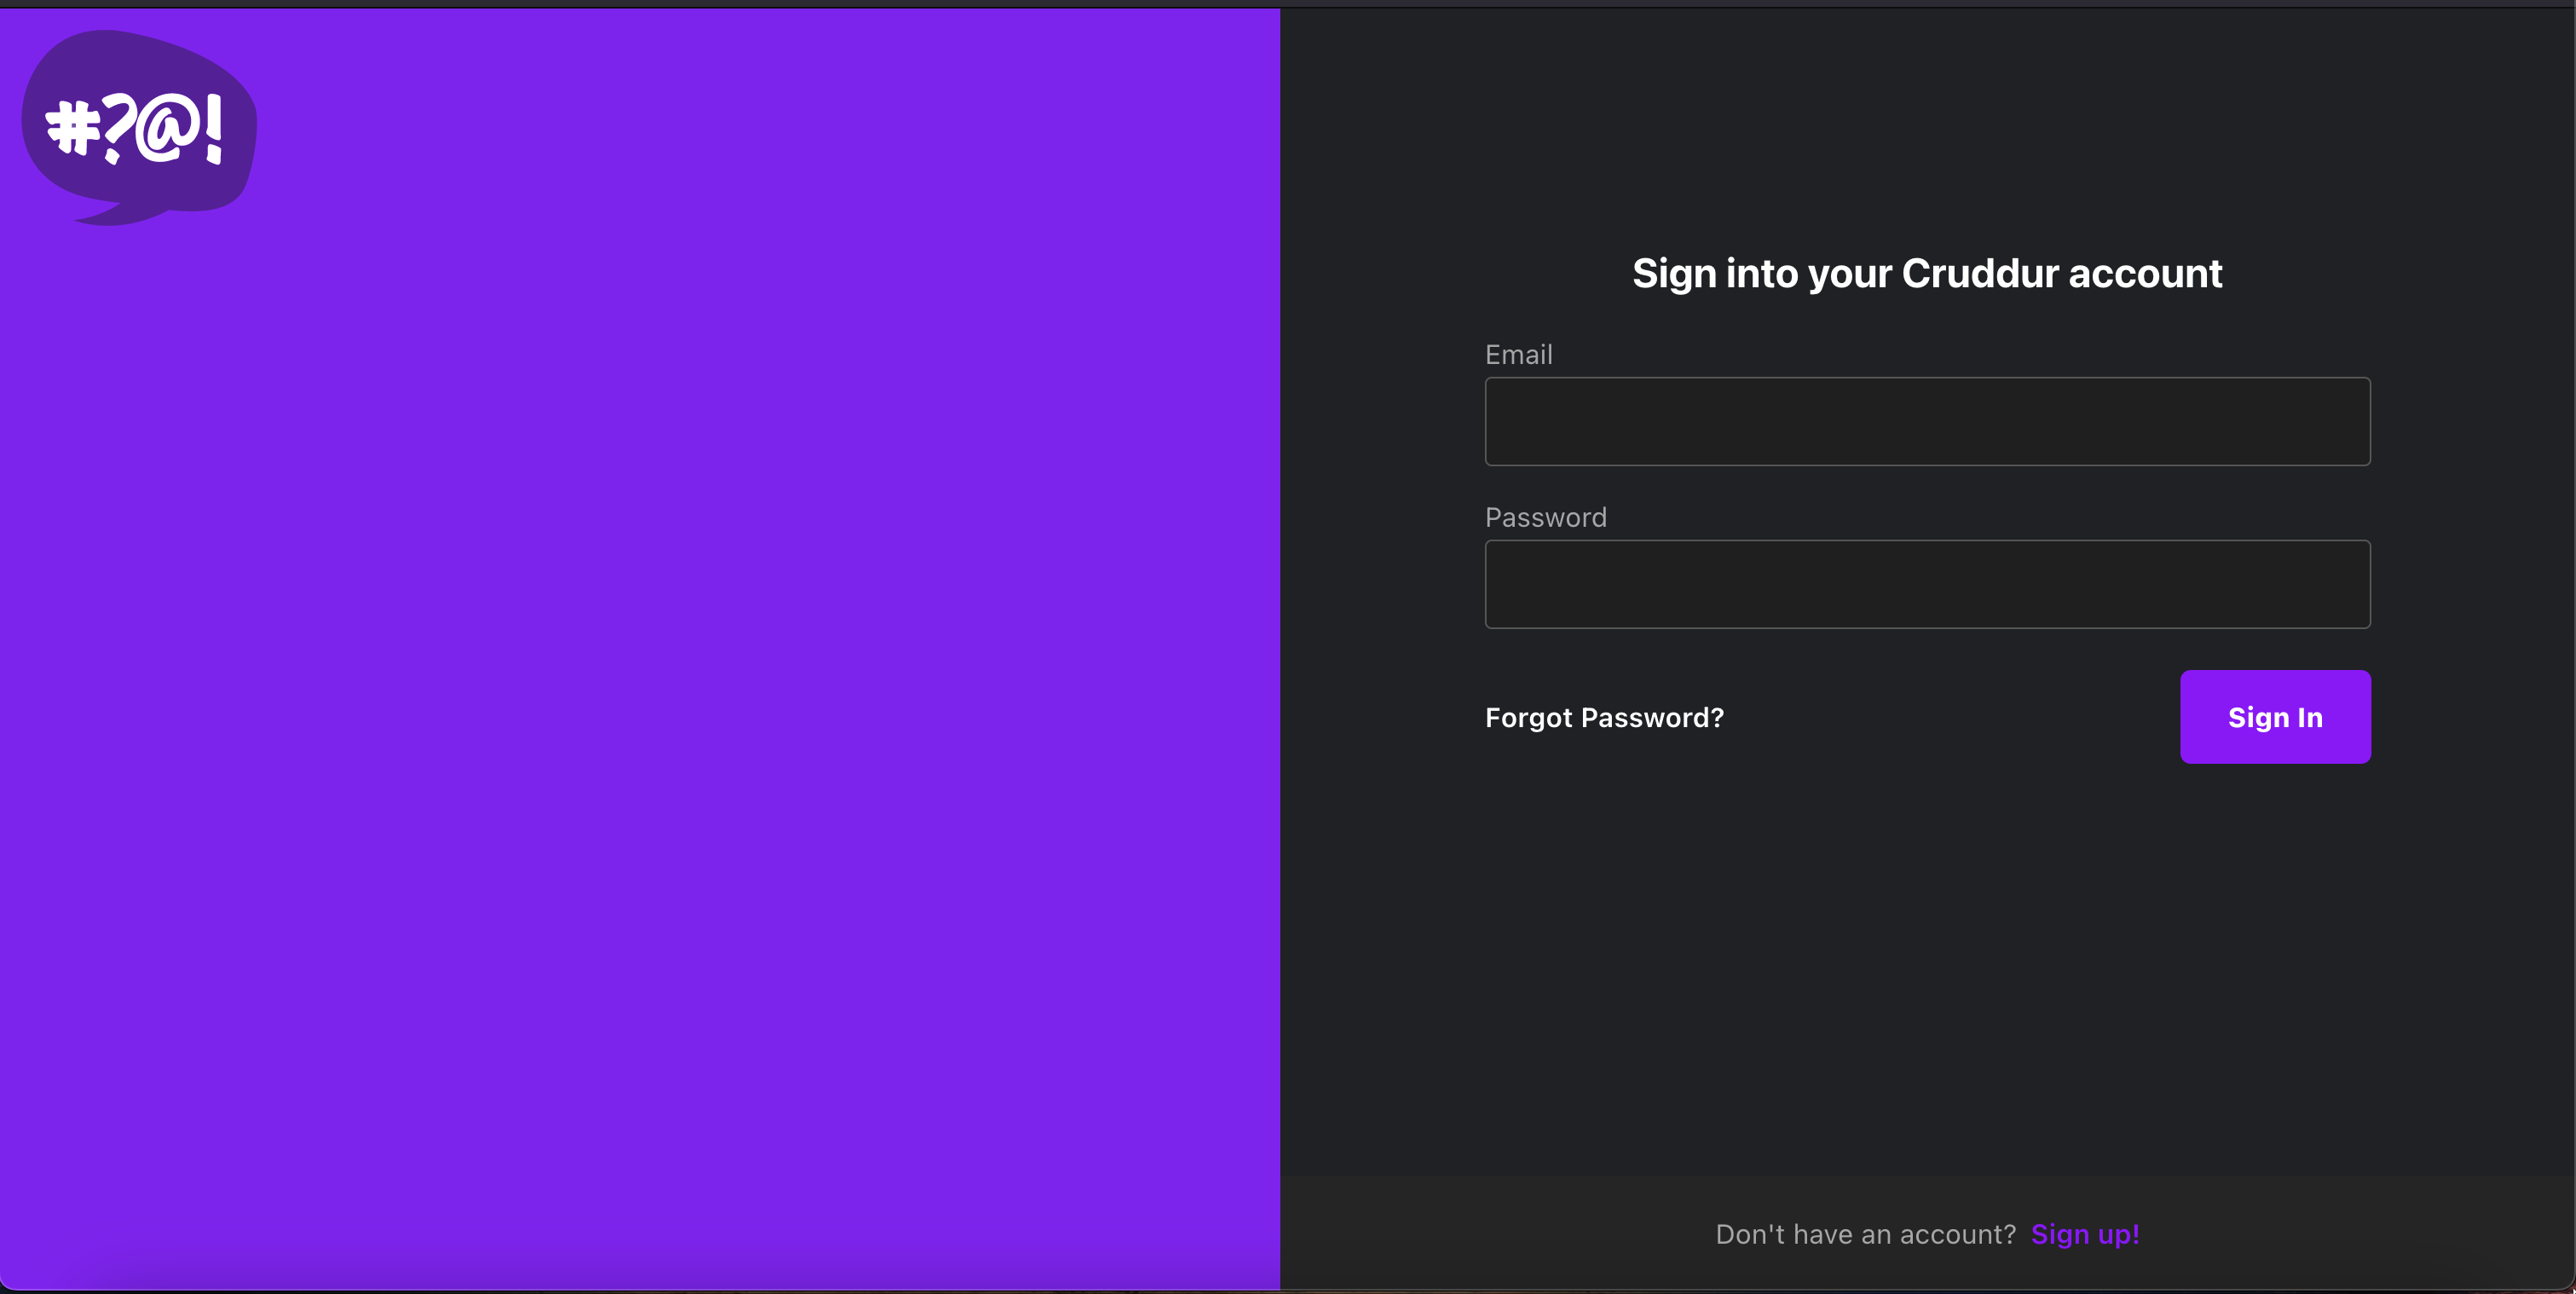 #?@!
Sign into your Cruddur account
Email
Password
Forgot Password?
Sign In
Don't have an account? Sign up!